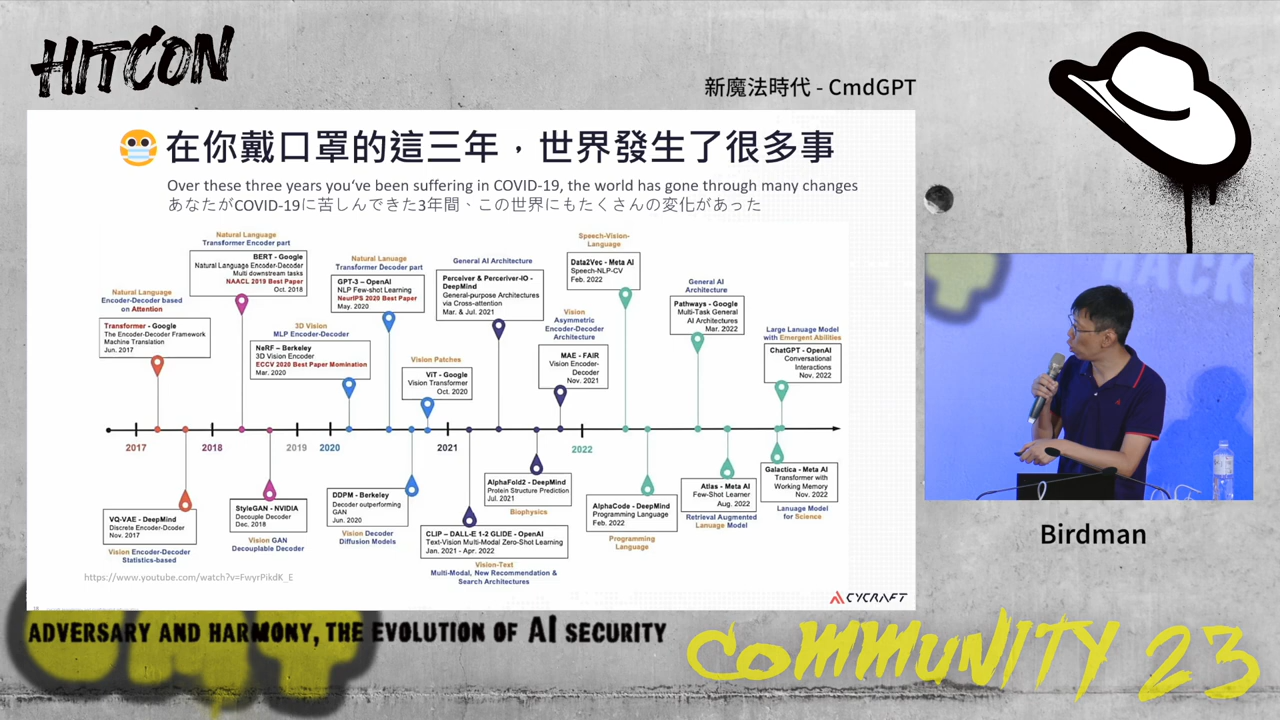 HITCON
新魔法時代 - CmdGPT
在你戴口罩的這三年，世界發生了很多事
Over these three years you've been suffering in COVID-19, the world has gone through many changes
あなたがCOVID-19に苦しんできた3年間、この世界にもたくさんの変化があった
Natural Language
Encoder-Decoder based
on Attention
Transformer - Google
The Encoder-Decoder Framework
Machine Translation
Jun. 2017
Natural Language
Transformer Encoder part
BERT - Google
Natural Language Encoder-Decoder
Multi downstream tasks
NAACL 2019 Best Paper
Oct. 2018
3D Vision
MLP Encoder-Decoder
NeRF – Berkeley
3D Vision Encoder
ECCV 2020 Best Paper Momination
Mar. 2020
Natural Lanuage
Transformer Decoder part
GPT-3 – OpenAI
NLP Few-shot Learning
NeurIPS 2020 Best Paper
May. 2020
Vision Patches
ViT - Google
Vision Transformer
Oct. 2020
General AI Architecture
Perceiver & Perceriver-IO -
DeepMind
General-purpose Architectures
via Cross-attention
Mar. & Jul. 2021
Vision
Asymmetric
Encoder-Decoder
Architecture
MAE - FAIR
Vision Encoder-
Decoder
Nov. 2021
Speech-Vision-
Language
Data2Vec - Meta AI
Speech-NLP-CV
Feb. 2022
General AI
Architecture
Pathways - Google
Multi-Task General
AI Architectures
Mar. 2022
Large Lanuage Model
with Emergent Abilities
ChatGPT - OpenAI
Conversational
Interactions
Nov. 2022
2017 2018 2019 2020 2021 2022
VQ-VAE - DeepMind
Discrete Encoder-Dcoder
Nov. 2017
Vision Encoder-Decoder
Statistics-based
StyleGAN - NVIDIA
Decouple Decoder
Dec. 2018
Vision GAN
Decouplable Decoder
DDPM - Berkeley
Decoder outperforming
GAN
Jun. 2020
Vision Decoder
Diffusion Models
CLIP – DALL-E 1-2 GLIDE - OpenAI
Text-Vision Multi-Modal Zero-Shot Learning
Jan. 2021 - Apr. 2022
Vision-Text
Multi-Modal, New Recommendation &
Search Architectures
AlphaFold2 - DeepMind
Protein Structure Prediction
Jul. 2021
Biophysics
AlphaCode - DeepMind
Programming Language
Feb. 2022
Programming
Language
Atlas - Meta AI
Few-Shot Learner
Aug. 2022
Retrieval Augmented
Lanuage Model
Galactica - Meta AI
Transformer with
Working Memory
Nov. 2022
Lanuage Model
for Science
https://www.youtube.com/watch?v=FwyrPikdK_E
CYCRAFT
Birdman
ADVERSARY AND HARMONY, THE EVOLUTION OF AI SECURITY
COMMUNITY 23